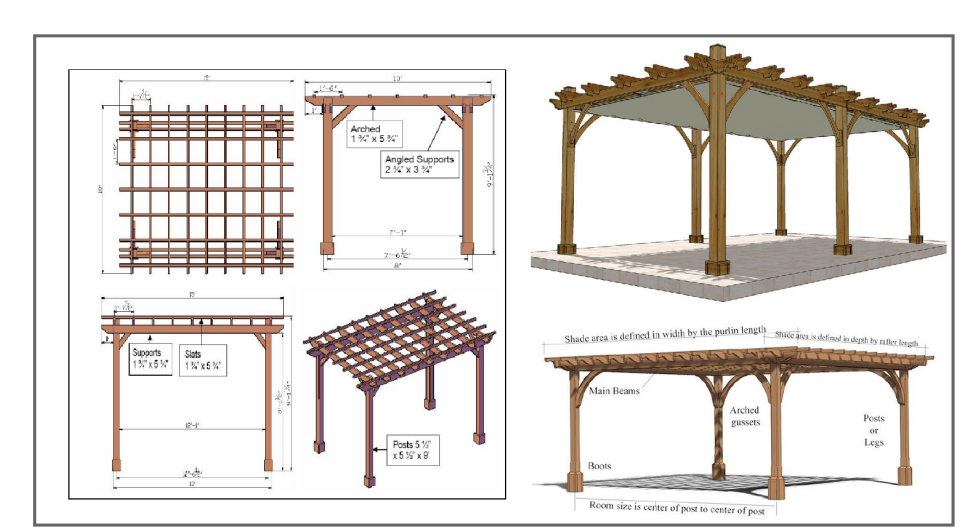 10'
1'-6"
1'
Arched
1 ¾" x 5 ¾"
Angled Supports
2 ¾" x 3 ¾"
7'-1"
8'
Supports
1 ¾" x 5 ¾"
Slats
1 ¾" x 5 ¾"
12'-1"
Posts 5 ½"
x 5 ½" x 9'
Shade area is defined in width by the purlin length
Shade area is defined in depth by rafter length
Main Beams
Arched
gussets
Posts
or
Legs
Boots
Room size is center of post to center of post